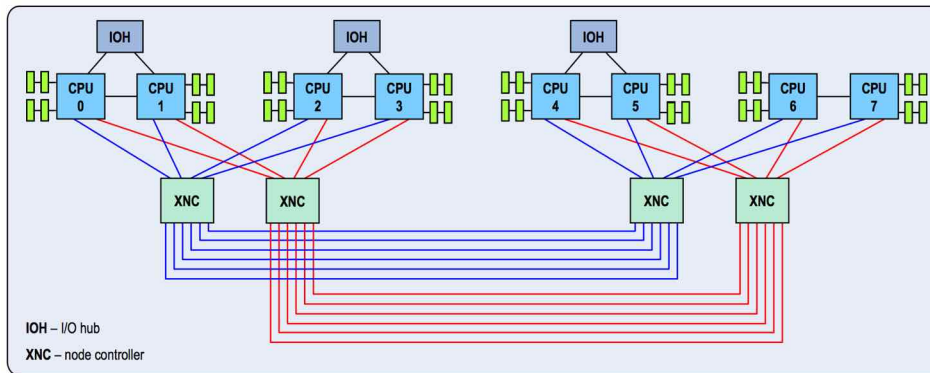 IOH
IOH
IOH
CPU
0
CPU
1
CPU
2
CPU
3
CPU
4
CPU
5
CPU
6
CPU
7
XNC
XNC
XNC
XNC
IOH – I/O hub
XNC – node controller